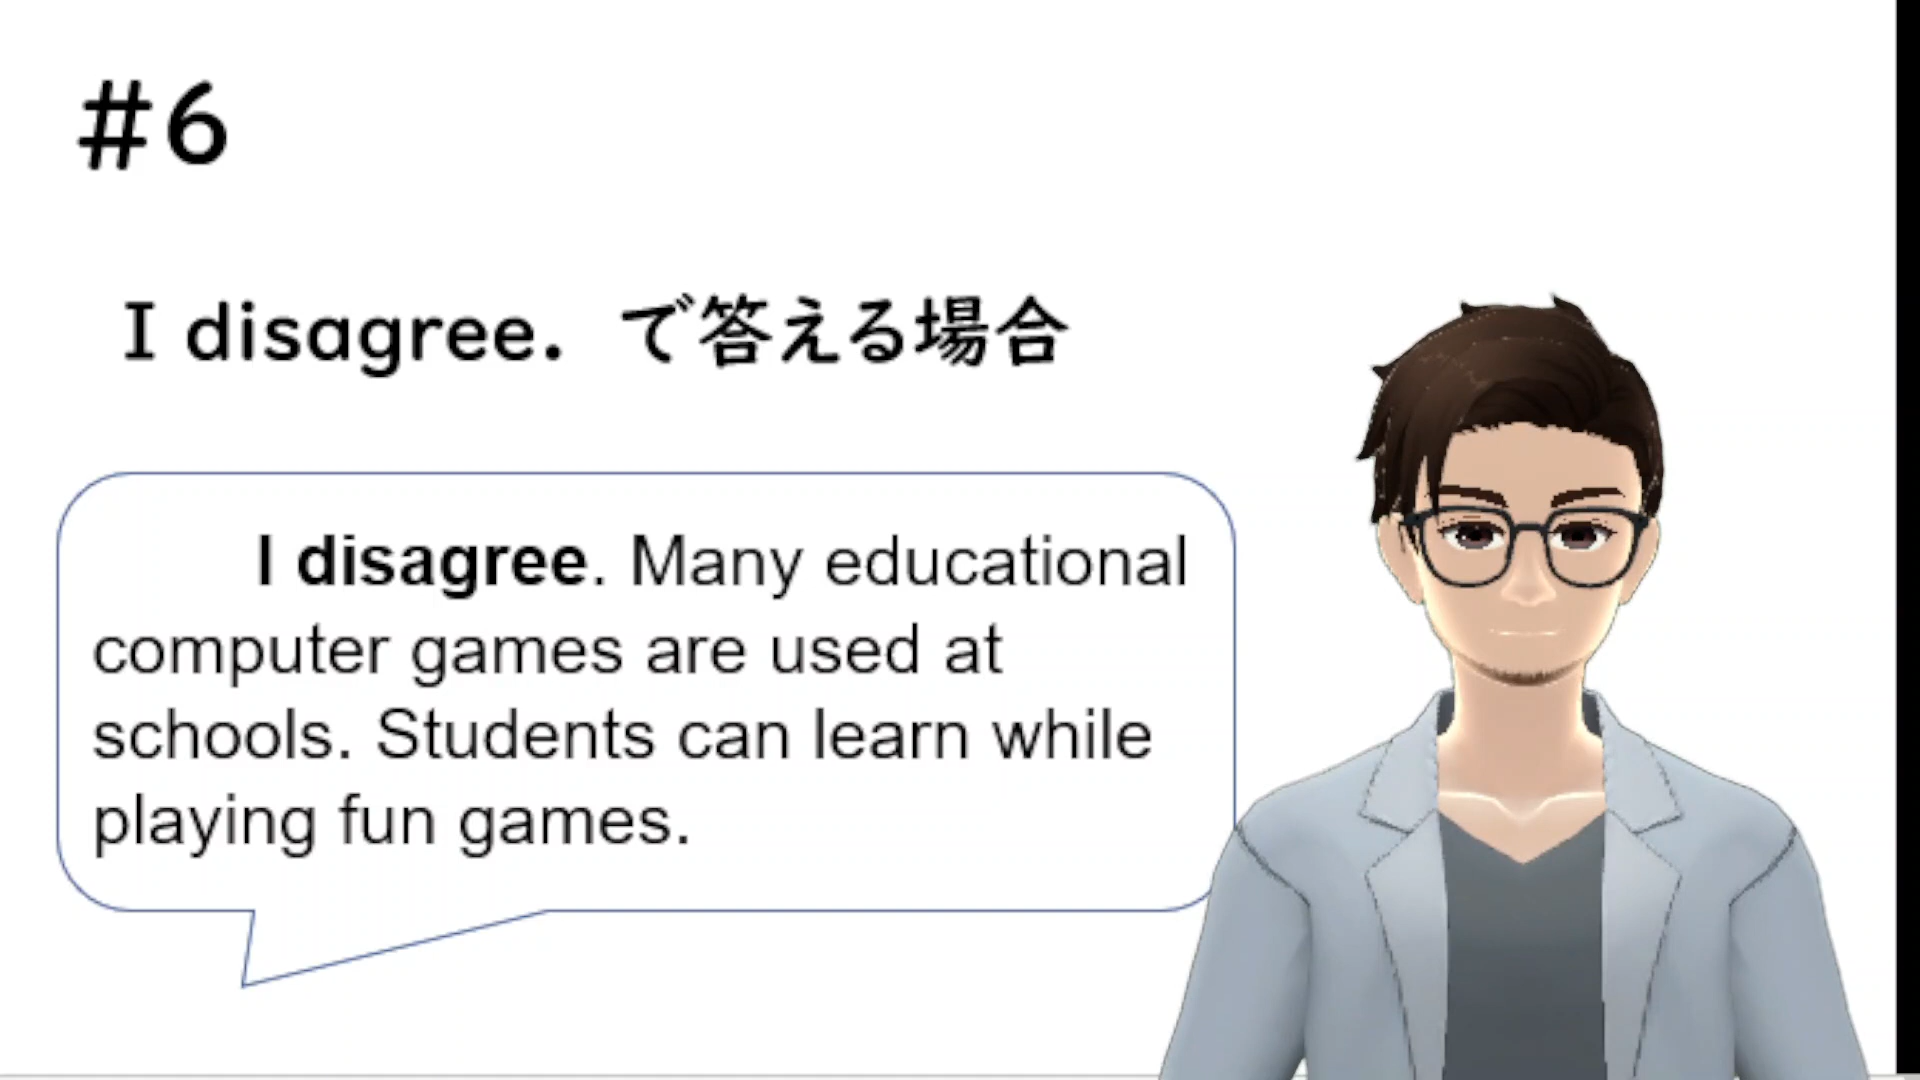 #6
I disagree. で答える場合
I disagree. Many educational
computer games are used at
schools. Students can learn while
playing fun games.